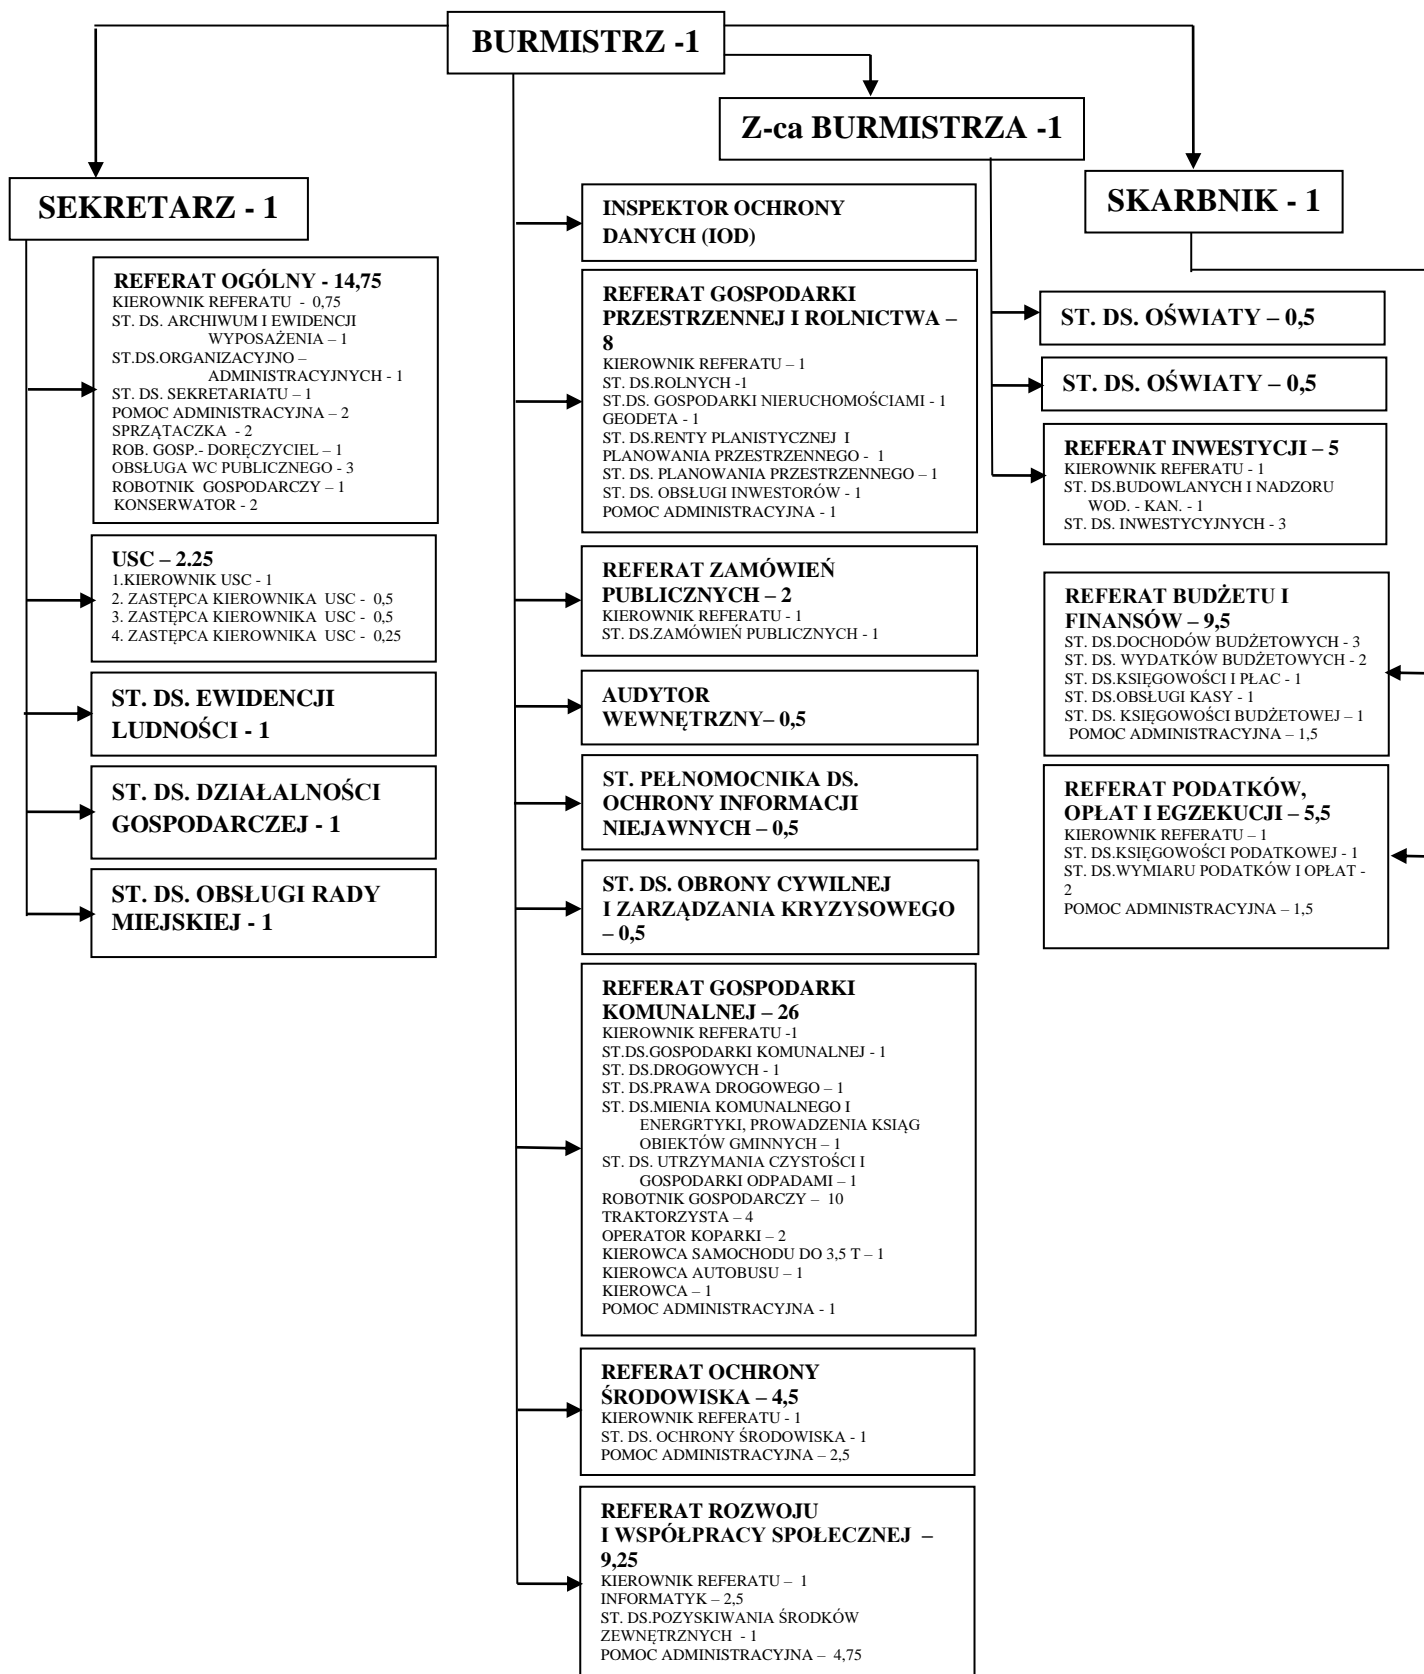 BURMISTRZ -1
Z-ca BURMISTRZA -1
SEKRETARZ - 1
SKARBNIK - 1
REFERAT OGÓLNY - 14,75
KIEROWNIK REFERATU - 0,75
ST. DS. ARCHIWUM I EWIDENCJI
WYPOSAŻENIA – 1
ST.DS.ORGANIZACYJNO –
ADMINISTRACYJNYCH - 1
ST. DS. SEKRETARIATU – 1
POMOC ADMINISTRACYJNA – 2
SPRZĄTACZKA - 2
ROB. GOSP.- DORĘCZYCIEL – 1
OBSŁUGA WC PUBLICZNEGO - 3
ROBOTNIK GOSPODARCZY – 1
KONSERWATOR - 2
USC – 2.25
1.KIEROWNIK USC - 1
2. ZASTĘPCA KIEROWNIKA USC - 0,5
3. ZASTĘPCA KIEROWNIKA USC - 0,5
4. ZASTĘPCA KIEROWNIKA USC - 0,25
ST. DS. EWIDENCJI
LUDNOŚCI - 1
ST. DS. DZIAŁALNOŚCI
GOSPODARCZEJ - 1
ST. DS. OBSŁUGI RADY
MIEJSKIEJ - 1
INSPEKTOR OCHRONY
DANYCH (IOD)
REFERAT GOSPODARKI
PRZESTRZENNEJ I ROLNICTWA –
8
KIEROWNIK REFERATU – 1
ST. DS.ROLNYCH -1
ST.DS. GOSPODARKI NIERUCHOMOŚCIAMI - 1
GEODETA - 1
ST. DS.RENTY PLANISTYCZNEJ I
PLANOWANIA PRZESTRZENNEGO - 1
ST. DS. PLANOWANIA PRZESTRZENNEGO – 1
ST. DS. OBSŁUGI INWESTORÓW - 1
POMOC ADMINISTRACYJNA - 1
REFERAT ZAMÓWIEŃ
PUBLICZNYCH – 2
KIEROWNIK REFERATU - 1
ST. DS.ZAMÓWIEŃ PUBLICZNYCH - 1
AUDYTOR
WEWNĘTRZNY– 0,5
ST. PEŁNOMOCNIKA DS.
OCHRONY INFORMACJI
NIEJAWNYCH – 0,5
ST. DS. OBRONY CYWILNEJ
I ZARZĄDZANIA KRYZYSOWEGO
– 0,5
REFERAT GOSPODARKI
KOMUNALNEJ – 26
KIEROWNIK REFERATU -1
ST.DS.GOSPODARKI KOMUNALNEJ - 1
ST. DS.DROGOWYCH - 1
ST. DS.PRAWA DROGOWEGO – 1
ST. DS.MIENIA KOMUNALNEGO I
ENERGRTYKI, PROWADZENIA KSIĄG
OBIEKTÓW GMINNYCH – 1
ST. DS. UTRZYMANIA CZYSTOŚCI I
GOSPODARKI ODPADAMI – 1
ROBOTNIK GOSPODARCZY – 10
TRAKTORZYSTA – 4
OPERATOR KOPARKI – 2
KIEROWCA SAMOCHODU DO 3,5 T – 1
KIEROWCA AUTOBUSU – 1
KIEROWCA – 1
POMOC ADMINISTRACYJNA - 1
REFERAT OCHRONY
ŚRODOWISKA – 4,5
KIEROWNIK REFERATU - 1
ST. DS. OCHRONY ŚRODOWISKA - 1
POMOC ADMINISTRACYJNA – 2,5
REFERAT ROZWOJU
I WSPÓŁPRACY SPOŁECZNEJ –
9,25
KIEROWNIK REFERATU – 1
INFORMATYK – 2,5
ST. DS.POZYSKIWANIA ŚRODKÓW
ZEWNĘTRZNYCH - 1
POMOC ADMINISTRACYJNA – 4,75
ST. DS. OŚWIATY – 0,5
ST. DS. OŚWIATY – 0,5
REFERAT INWESTYCJI – 5
KIEROWNIK REFERATU - 1
ST. DS.BUDOWLANYCH I NADZORU
WOD. - KAN. - 1
ST. DS. INWESTYCYJNYCH - 3
REFERAT BUDŻETU I
FINANSÓW – 9,5
ST. DS.DOCHODÓW BUDŻETOWYCH - 3
ST. DS. WYDATKÓW BUDŻETOWYCH - 2
ST. DS.KSIĘGOWOŚCI I PŁAC - 1
ST. DS.OBSŁUGI KASY - 1
ST. DS. KSIĘGOWOŚCI BUDŻETOWEJ – 1
POMOC ADMINISTRACYJNA – 1,5
REFERAT PODATKÓW,
OPŁAT I EGZEKUCJI – 5,5
KIEROWNIK REFERATU – 1
ST. DS.KSIĘGOWOŚCI PODATKOWEJ - 1
ST. DS.WYMIARU PODATKÓW I OPŁAT -
2
POMOC ADMINISTRACYJNA – 1,5